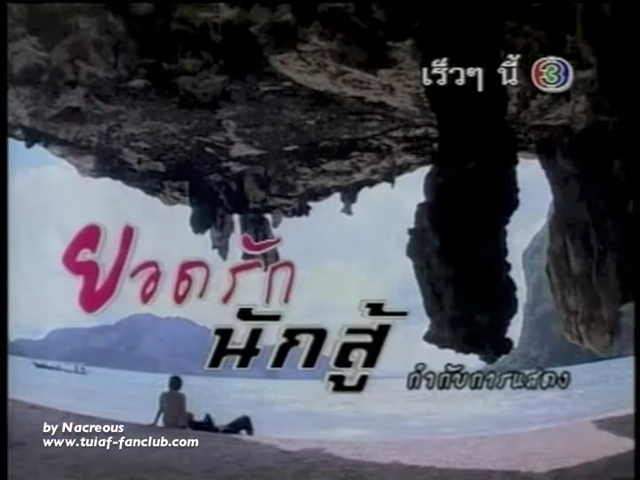 เร็วๆ นี้ 3
ยอดรัก
นักสู้
กำกับการแสดง
by Nacreous
www.tuiaf-fanclub.com